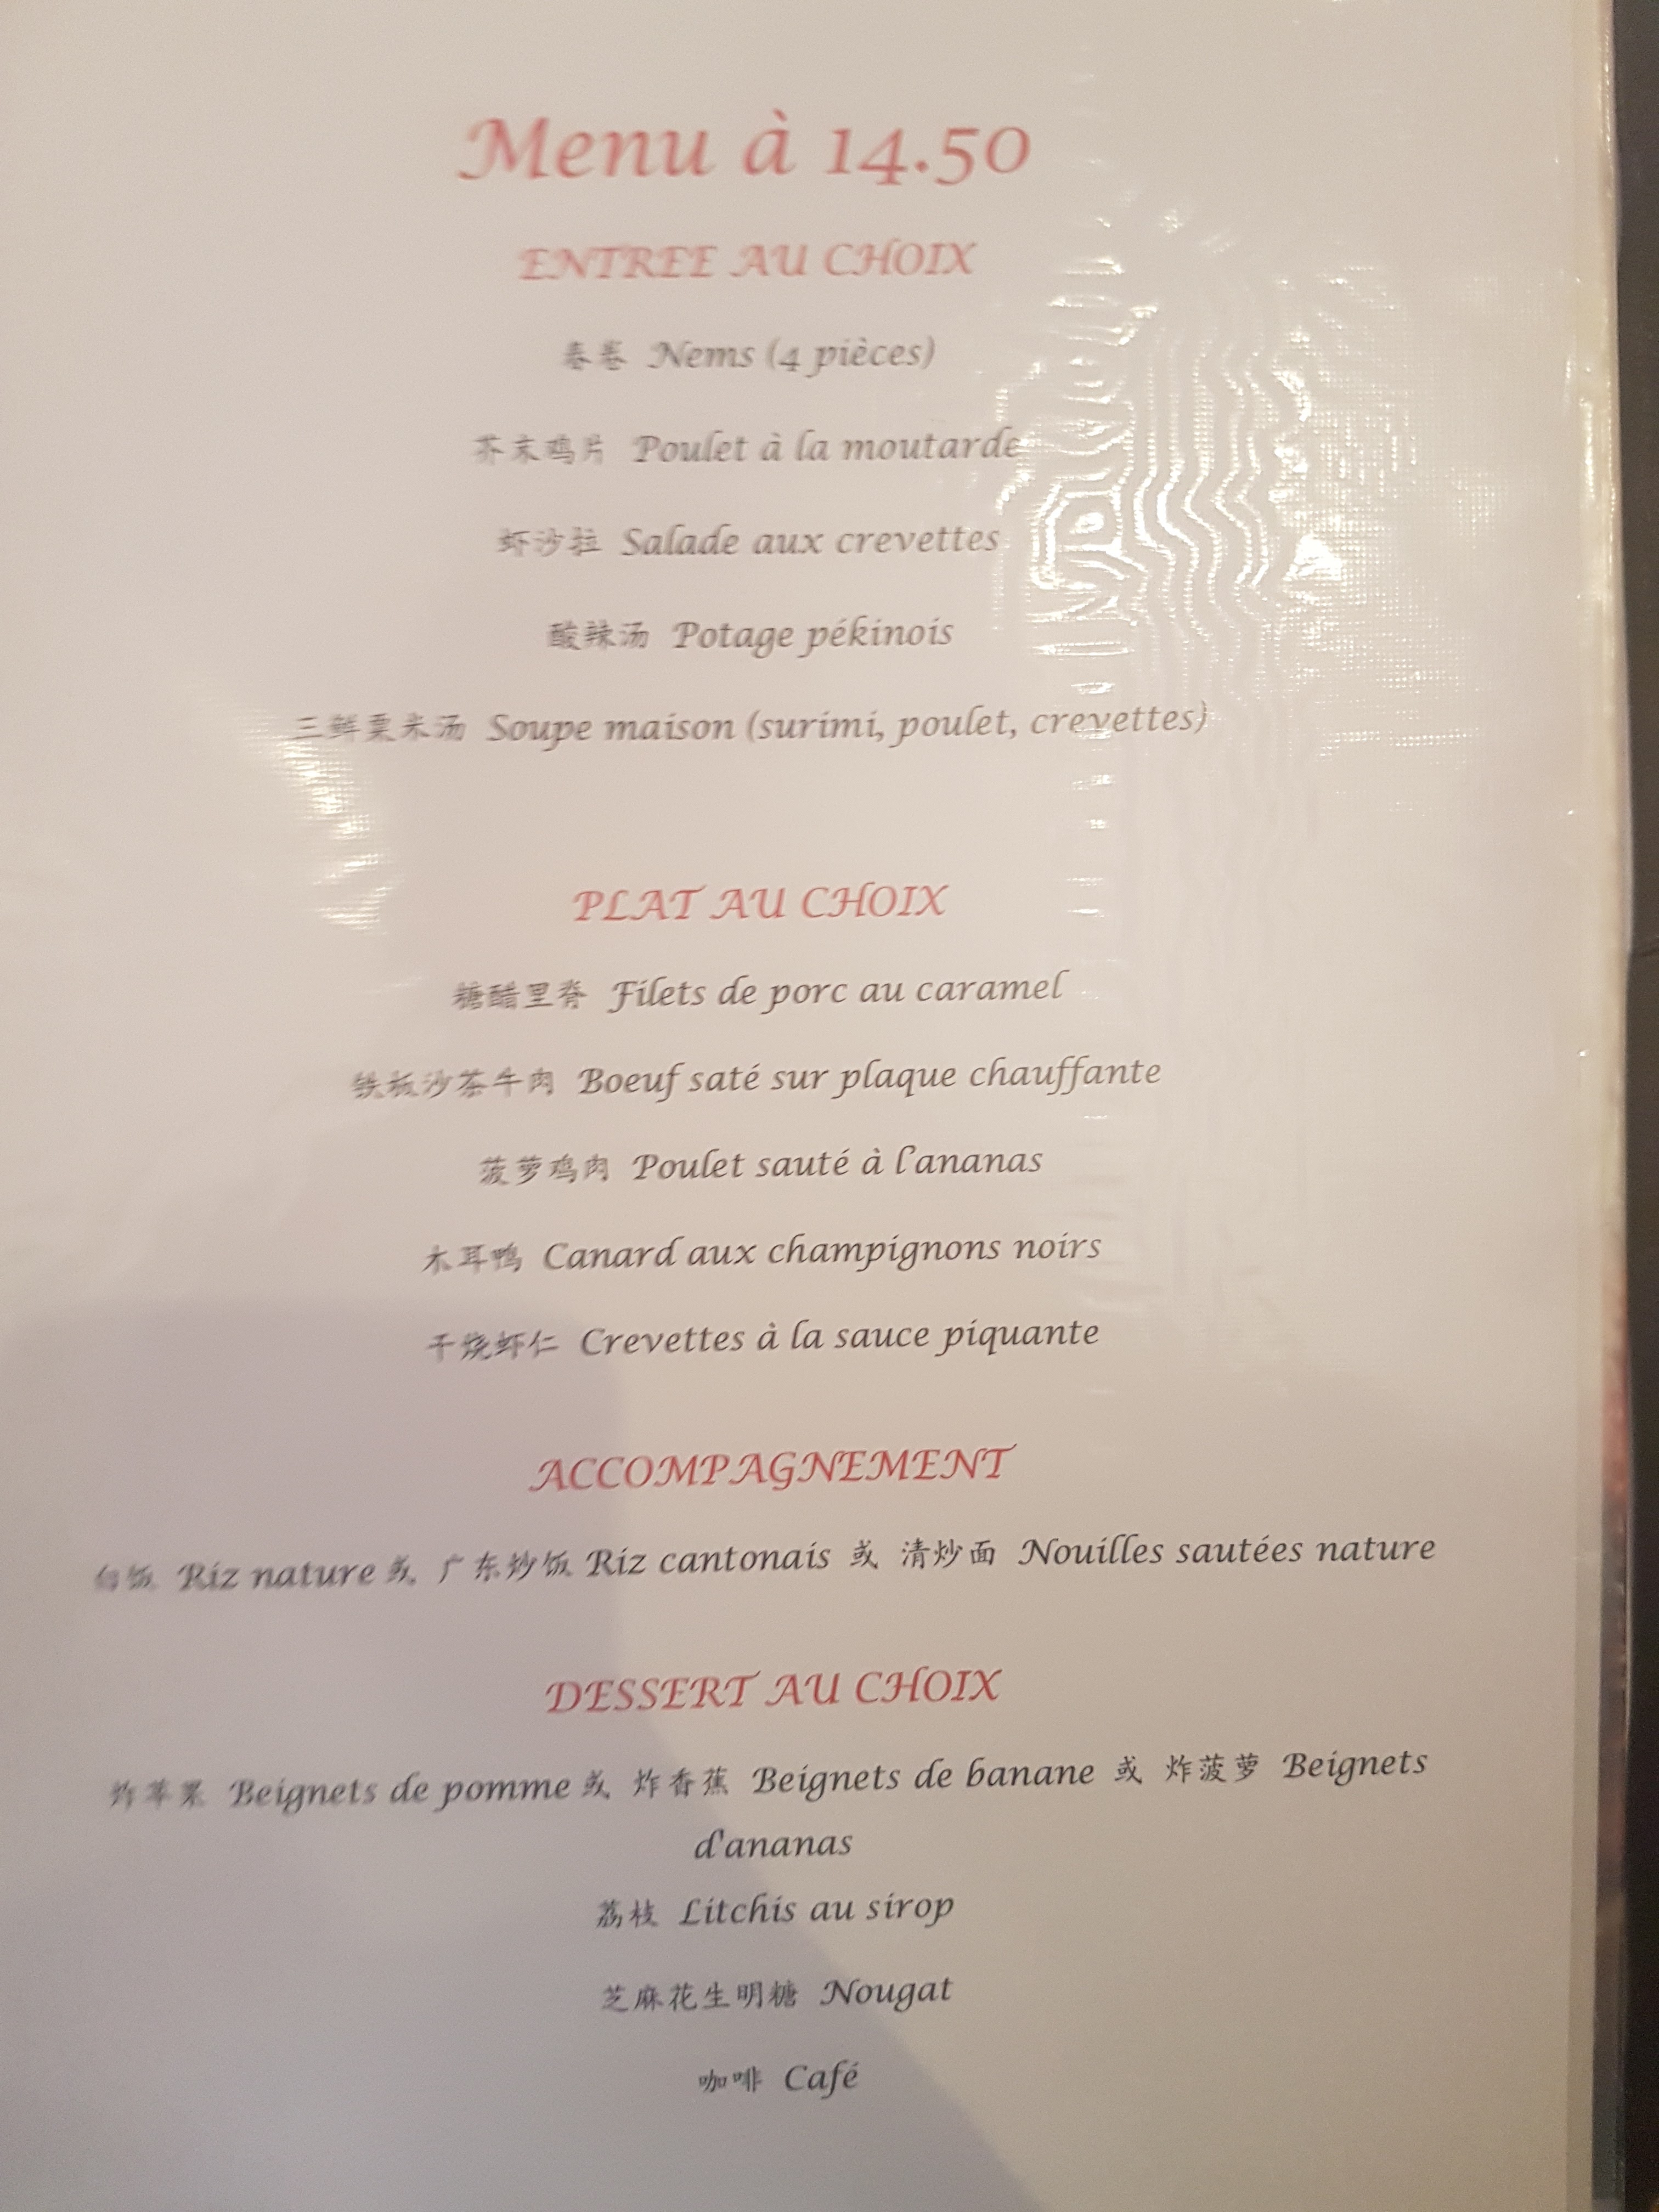 Menu à 14.50
ENTREE AU CHOIX
春卷 Nems (4 pièces)
芥末鸡片 Poulet à la moutarde
虾沙拉 Salade aux crevettes
酸辣汤 Potage pékinois
三鲜粟米汤 Soupe maison (surimi, poulet, crevettes)
PLAT AU CHOIX
糖醋里脊 Filets de porc au caramel
铁板沙茶牛肉 Boeuf saté sur plaque chauffante
菠萝鸡肉 Poulet sauté à l'ananas
木耳鸭 Canard aux champignons noirs
干烧虾仁 Crevettes à la sauce piquante
ACCOMPAGNEMENT
白饭 Riz nature 或 广东炒饭 Riz cantonais 或 清炒面 Nouilles sautées nature
DESSERT AU CHOIX
炸苹果 Beignets de pomme 或 炸香蕉 Beignets de banane 或 炸菠萝 Beignets
d'ananas
荔枝 Litchis au sirop
芝麻花生明糖 Nougat
咖啡 Café